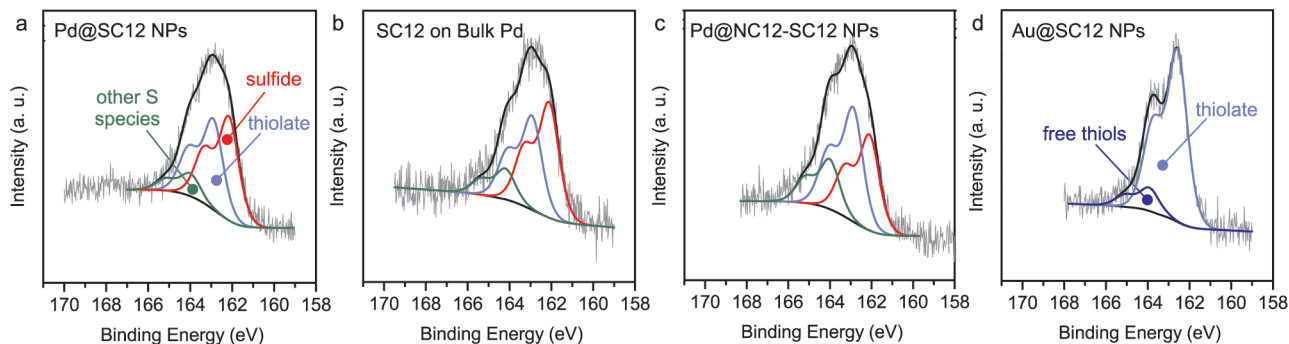 a
Pd@SC12 NPs
other S
species
sulfide
thiolate
Intensity (a. u.)
170 168 166 164 162 160 158
Binding Energy (eV)
b
SC12 on Bulk Pd
Intensity (a. u.)
170 168 166 164 162 160 158
Binding Energy (eV)
c
Pd@NC12-SC12 NPs
Intensity (a. u.)
170 168 166 164 162 160 158
Binding Energy (eV)
d
Au@SC12 NPs
free thiols
thiolate
Intensity (a. u.)
170 168 166 164 162 160 158
Binding Energy (eV)